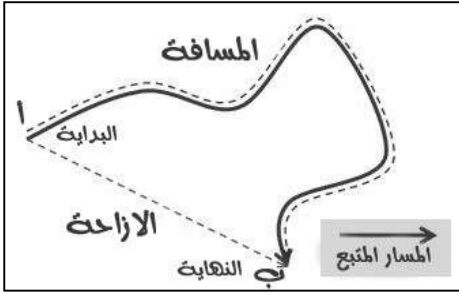 المسافة
أ
البداية
الازاحة
ب النهاية
المسار المتبع